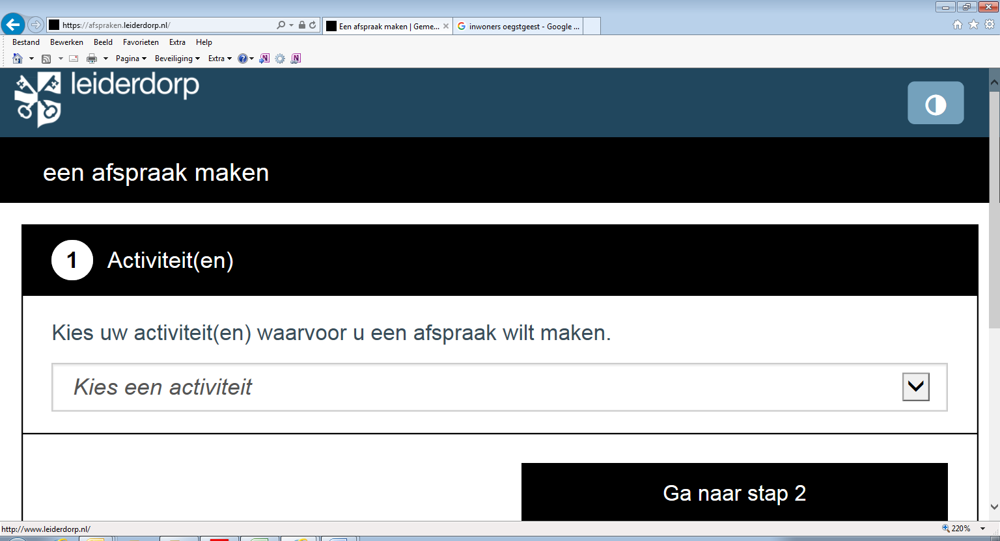 https://afspraken.leiderdorp.nl/
Een afspraak maken | Geme...
inwoners oegstgeest - Google ...
Bestand Bewerken Beeld Favorieten Extra Help
Pagina Beveiliging Extra
leiderdorp
een afspraak maken
1 Activiteit(en)
Kies uw activiteit(en) waarvoor u een afspraak wilt maken.
Kies een activiteit
Ga naar stap 2
http://www.leiderdorp.nl/
220%